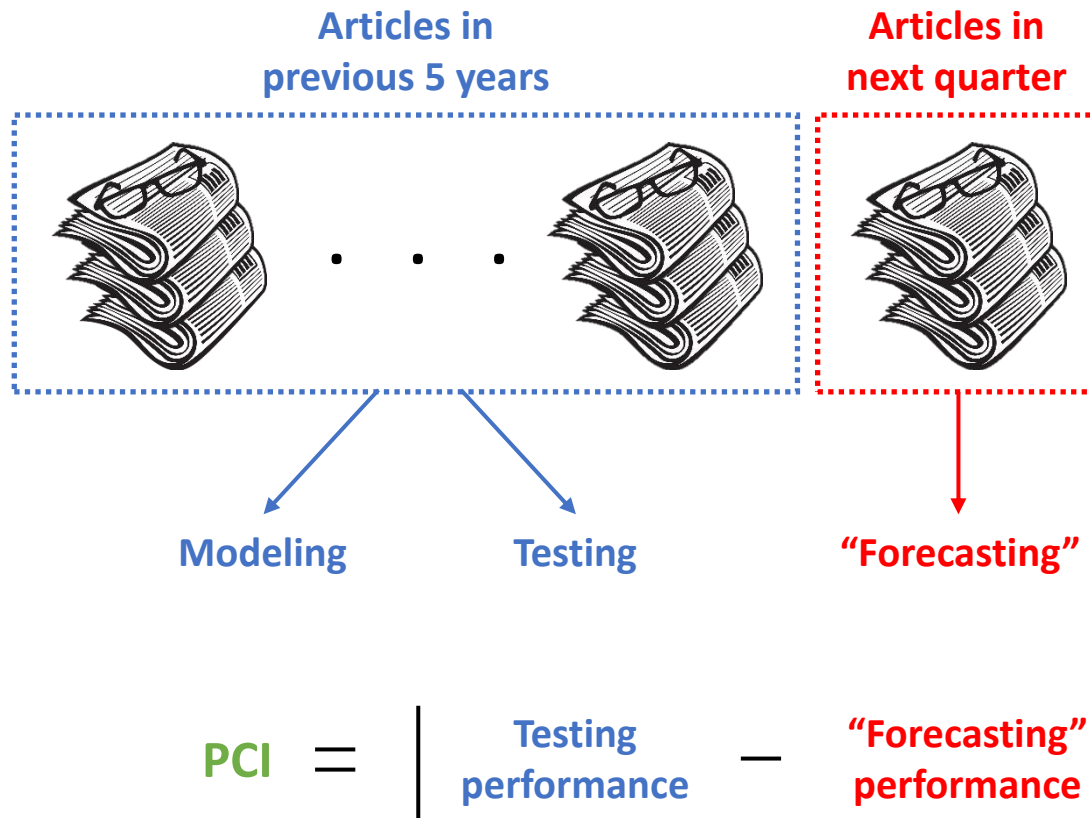 Articles in
previous 5 years
Articles in
next quarter
. . .
Modeling
Testing
“Forecasting”
PCI = | Testing performance − “Forecasting” performance